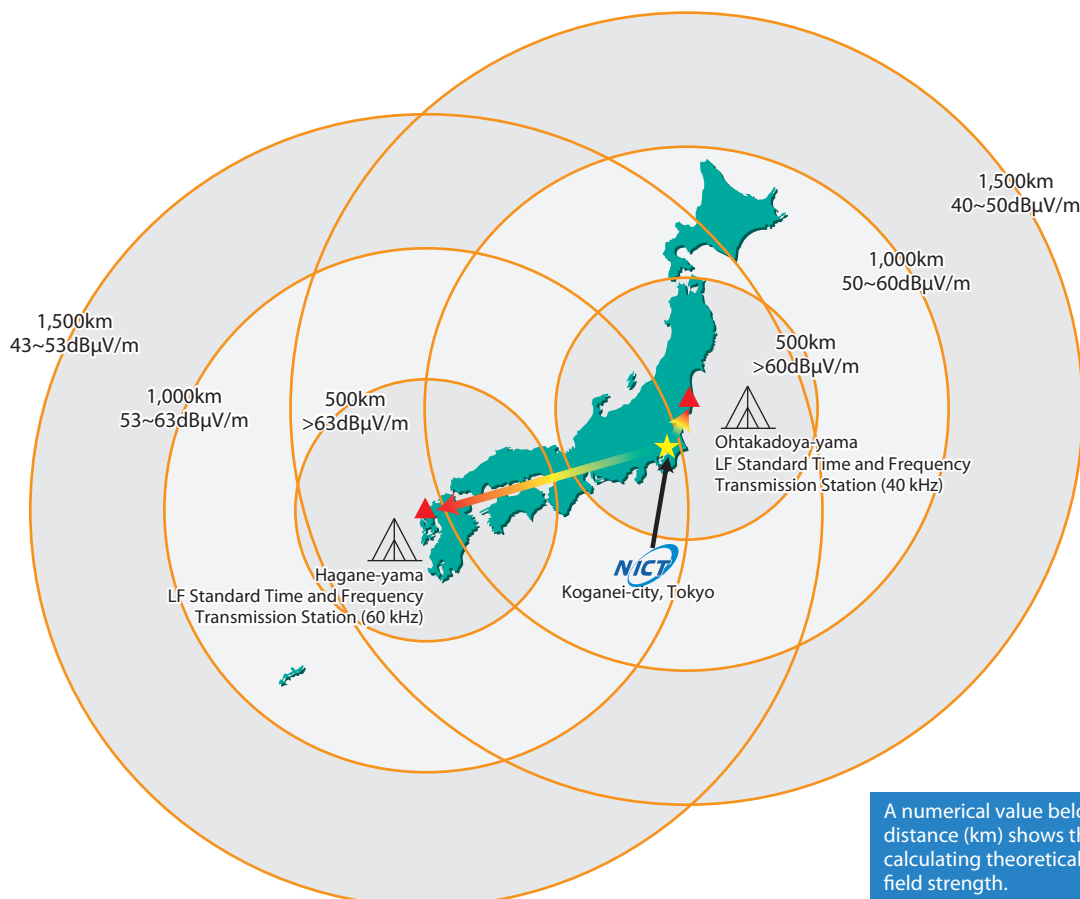 1,500km
40~50dBµV/m
1,000km
50~60dBµV/m
1,500km
43~53dBµV/m
500km
>60dBµV/m
1,000km
53~63dBµV/m
500km
>63dBµV/m
Ohtakadoya-yama
LF Standard Time and Frequency
Transmission Station (40 kHz)
Hagane-yama
LF Standard Time and Frequency
Transmission Station (60 kHz)
NICT
Koganei-city, Tokyo
A numerical value
distance (km) shows
calculating theoretical
field strength.